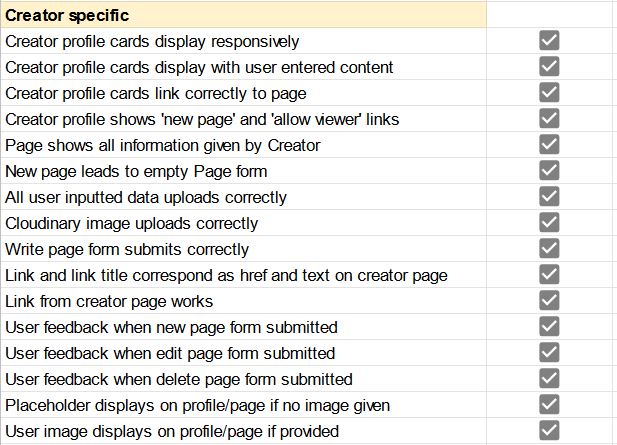 Creator specific
Creator profile cards display responsively
Creator profile cards display with user entered content
Creator profile cards link correctly to page
Creator profile shows 'new page' and 'allow viewer' links
Page shows all information given by Creator
New page leads to empty Page form
All user inputted data uploads correctly
Cloudinary image uploads correctly
Write page form submits correctly
Link and link title correspond as href and text on creator page
Link from creator page works
User feedback when new page form submitted
User feedback when edit page form submitted
User feedback when delete page form submitted
Placeholder displays on profile/page if no image given
User image displays on profile/page if provided